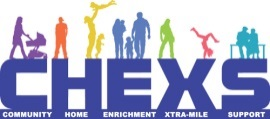 CHEXS
COMMUNITY HOME ENRICHMENT XTRA-MILE SUPPORT